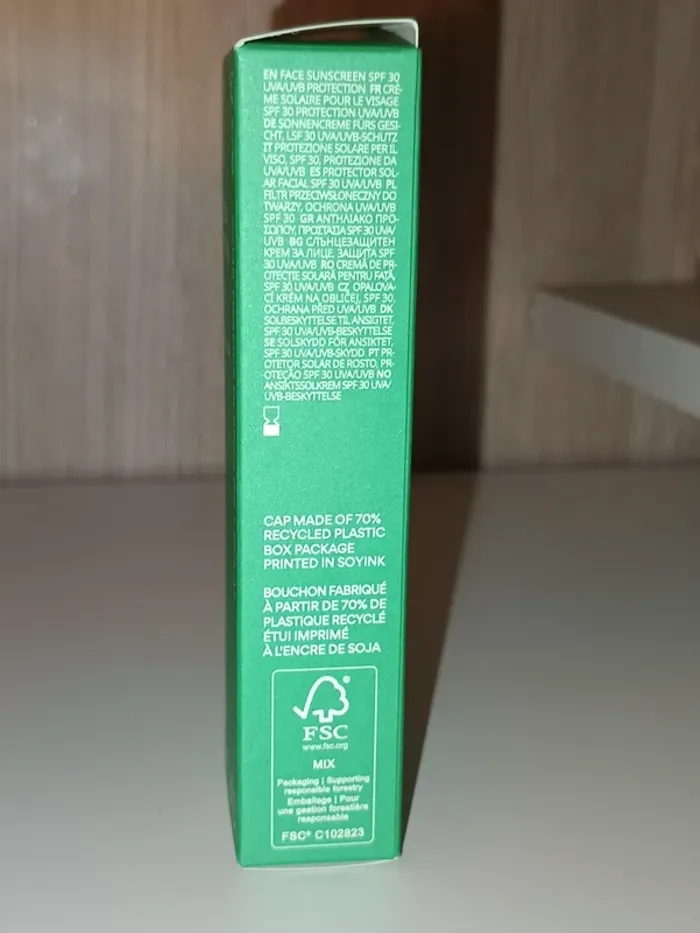 EN FACE SUNSCREEN SPF 30
UVA/UVB PROTECTION FR CRÈ-
ME SOLAIRE POUR LE VISAGE
SPF 30 PROTECTION UVA/UVB
DE SONNENCREME FÜRS GESI-
CHT, LSF 30 UVA/UVB-SCHUTZ
IT PROTEZIONE SOLARE PER IL
VISO, SPF 30, PROTEZIONE DA
UVA/UVB ES PROTECTOR SOL-
AR FACIAL SPF 30 UVA/UVB PL
FILTR PRZECIWSŁONECZNY DO
TWARZY, OCHRONA UVA/UVB
SPF 30 GR ΑΝΤΗΛΙΑΚΟ ΠΡΟ-
ΣΩΠΟΥ, ΠΡΟΣΤΑΣΙΑ SPF 30 UVA/
UVB BG СЛЪНЦЕЗАЩИТЕН
КРЕМ ЗА ЛИЦЕ, ЗАЩИТА SPF
30 UVA/UVB RO CREMĂ DE PR-
OTECȚIE SOLARĂ PENTRU FAȚĂ,
SPF 30 UVA/UVB CZ OPALOVA-
CÍ KRÉM NA OBLIČEJ, SPF 30,
OCHRANA PŘED UVA/UVB DK
SOLBESKYTTELSE TIL ANSIGTET,
SPF 30 UVA/UVB-BESKYTTELSE
SE SOLSKYDD FÖR ANSIKTET,
SPF 30 UVA/UVB-SKYDD PT PR-
OTETOR SOLAR DE ROSTO, PR-
OTEÇÃO SPF 30 UVA/UVB NO
ANSIKTSSOLKREM SPF 30 UVA/
UVB-BESKYTTELSE
CAP MADE OF 70%
RECYCLED PLASTIC
BOX PACKAGE
PRINTED IN SOYINK
BOUCHON FABRIQUÉ
À PARTIR DE 70% DE
PLASTIQUE RECYCLÉ
ÉTUI IMPRIMÉ
À L'ENCRE DE SOJA
®
FSC
www.fsc.org
MIX
Packaging | Supporting
responsible forestry
Emballage | Pour
une gestion forestière
responsable
FSC® C102823